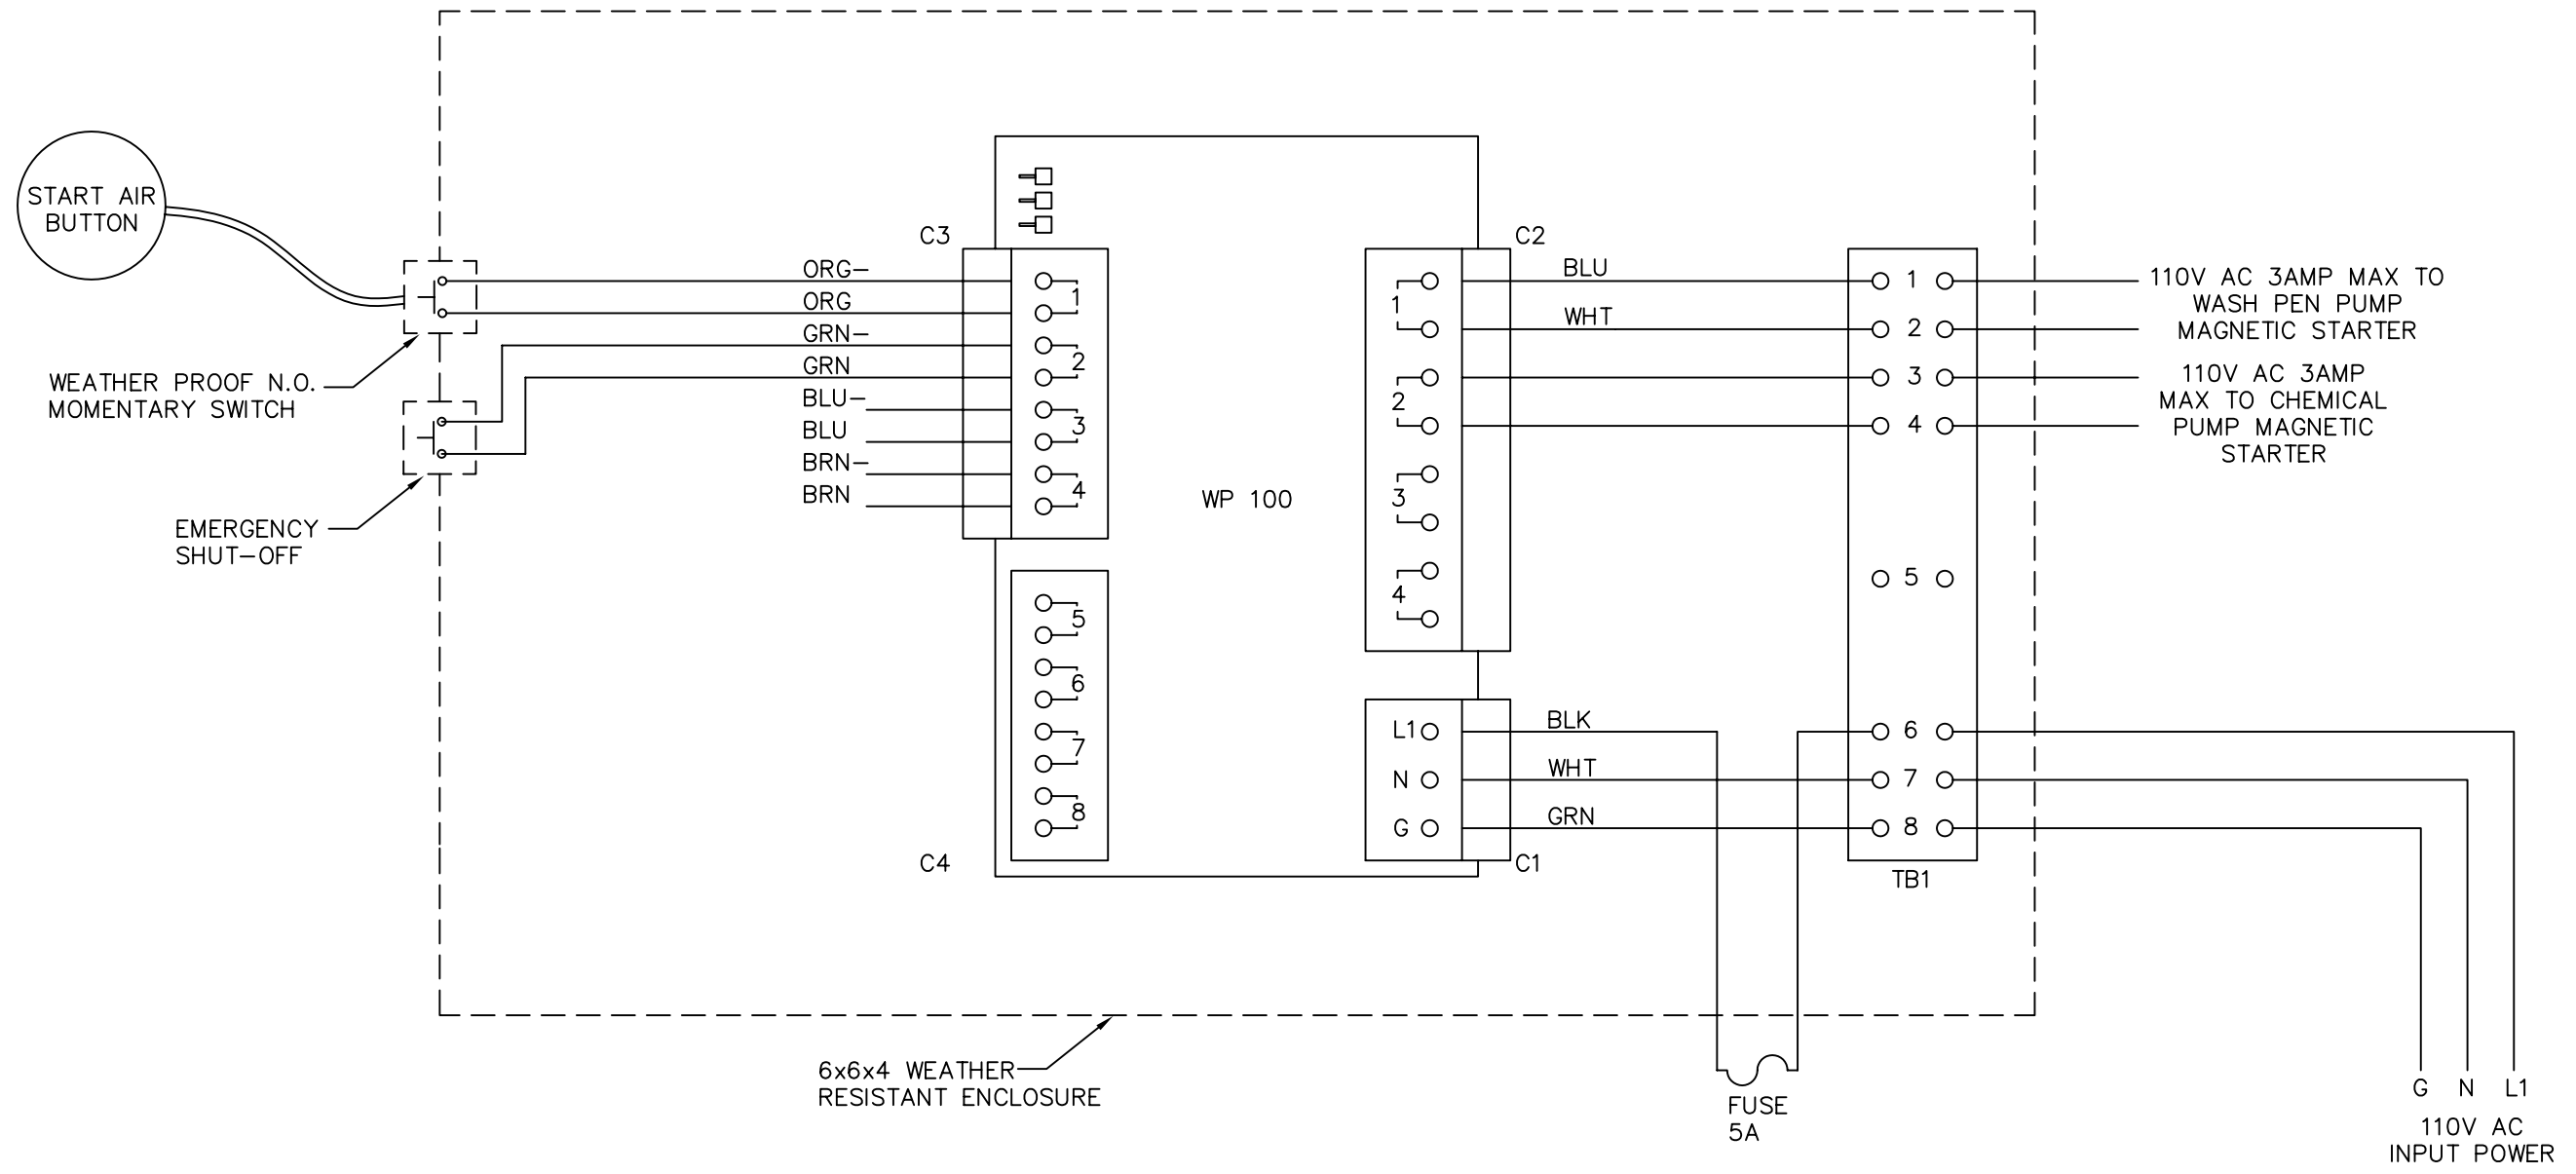 START AIR
BUTTON
WEATHER PROOF N.O.
MOMENTARY SWITCH
EMERGENCY
SHUT-OFF
C3
ORG-
ORG
GRN-
GRN
BLU-
BLU
BRN-
BRN
1
2
3
4
5
6
7
8
C4
WP 100
C2
1
2
3
4
BLU
WHT
L1
N
G
C1
BLK
WHT
GRN
1
2
3
4
5
6
7
8
TB1
110V AC 3AMP MAX TO
WASH PEN PUMP
MAGNETIC STARTER
110V AC 3AMP
MAX TO CHEMICAL
PUMP MAGNETIC
STARTER
6x6x4 WEATHER
RESISTANT ENCLOSURE
FUSE
5A
G N L1
110V AC
INPUT POWER